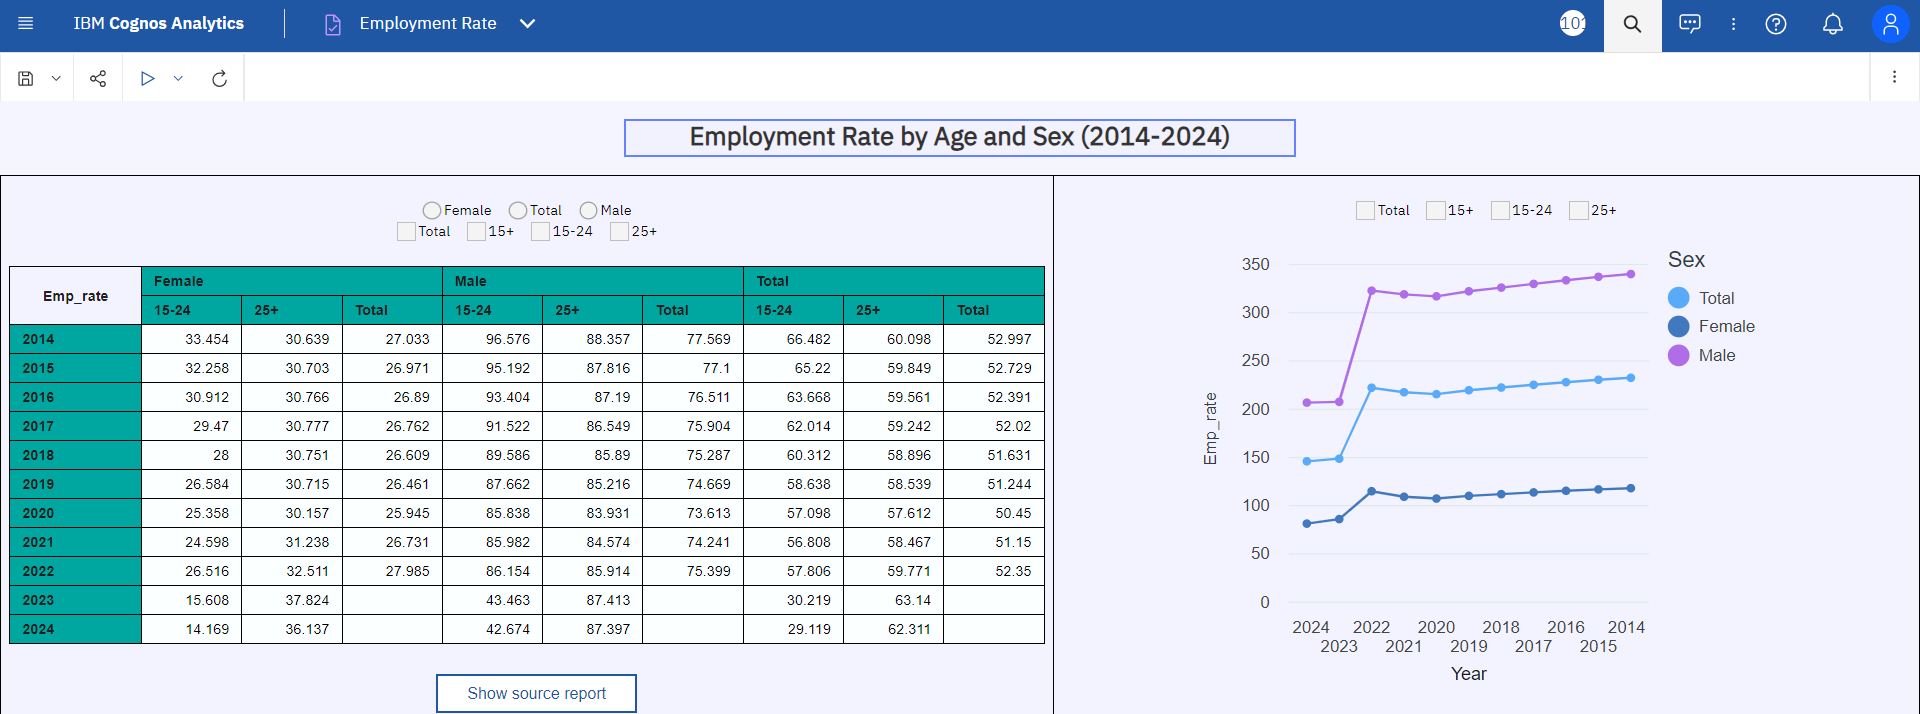 IBM Cognos Analytics
Employment Rate
101
Employment Rate by Age and Sex (2014-2024)
Female Total Male
Total 15+ 15-24 25+
Emp_rate Female Male Total
15-24 25+ Total 15-24 25+ Total 15-24 25+ Total
2014 33.454 30.639 27.033 96.576 88.357 77.569 66.482 60.098 52.997
2015 32.258 30.703 26.971 95.192 87.816 77.1 65.22 59.849 52.729
2016 30.912 30.766 26.89 93.404 87.19 76.511 63.668 59.561 52.391
2017 29.47 30.777 26.762 91.522 86.549 75.904 62.014 59.242 52.02
2018 28 30.751 26.609 89.586 85.89 75.287 60.312 58.896 51.631
2019 26.584 30.715 26.461 87.662 85.216 74.669 58.638 58.539 51.244
2020 25.358 30.157 25.945 85.838 83.931 73.613 57.098 57.612 50.45
2021 24.598 31.238 26.731 85.982 84.574 74.241 56.808 58.467 51.15
2022 26.516 32.511 27.985 86.154 85.914 75.399 57.806 59.771 52.35
2023 15.608 37.824 43.463 87.413 30.219 63.14
2024 14.169 36.137 42.674 87.397 29.119 62.311
Show source report
Total 15+ 15-24 25+
Sex
Total
Female
Male
Emp_rate
350
300
250
200
150
100
50
0
2024 2022 2020 2018 2016 2014
2023 2021 2019 2017 2015
Year